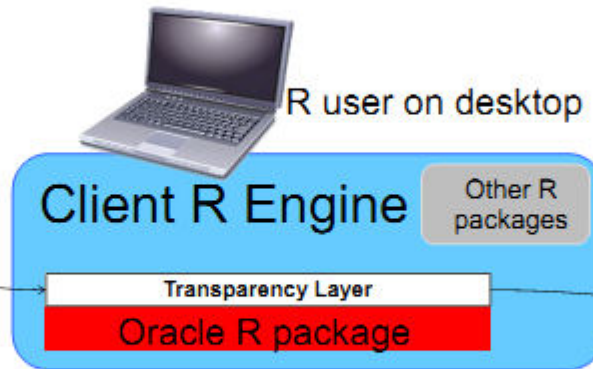 R user on desktop
Client R Engine
Other R
packages
Transparency Layer
Oracle R package